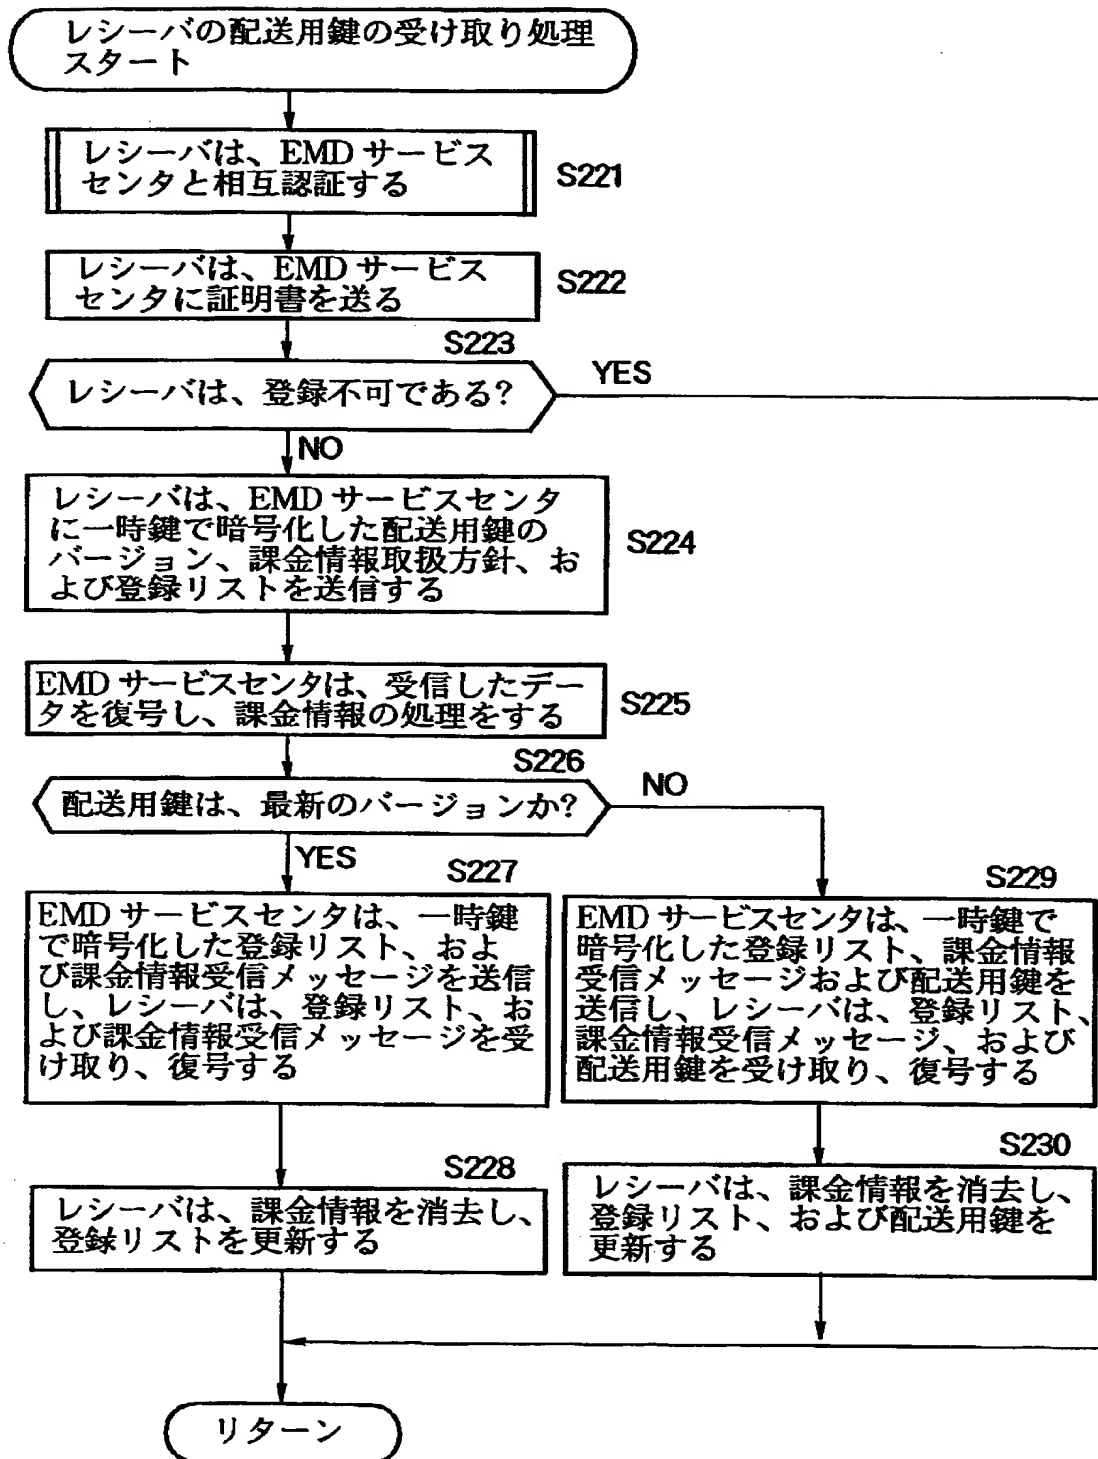 レシーバの配送用鍵の受け取り処理
スタート
レシーバは、EMD サービス
センタと相互認証する
S221
レシーバは、EMD サービス
センタに証明書を送る
S222
S223
レシーバは、登録不可である?
YES
NO
レシーバは、EMD サービスセンタ
に一時鍵で暗号化した配送用鍵の
バージョン、課金情報取扱方針、お
よび登録リストを送信する
S224
EMD サービスセンタは、受信したデー
タを復号し、課金情報の処理をする
S225
S226
配送用鍵は、最新のバージョンか?
NO
YES
S227
EMD サービスセンタは、一時鍵
で暗号化した登録リスト、およ
び課金情報受信メッセージを送信
し、レシーバは、登録リスト、お
よび課金情報受信メッセージを受
け取り、復号する
S229
EMD サービスセンタは、一時鍵で
暗号化した登録リスト、課金情報
受信メッセージおよび配送用鍵を
送信し、レシーバは、登録リスト、
課金情報受信メッセージ、および
配送用鍵を受け取り、復号する
S228
レシーバは、課金情報を消去し、
登録リストを更新する
S230
レシーバは、課金情報を消去し、
登録リスト、および配送用鍵を
更新する
リターン